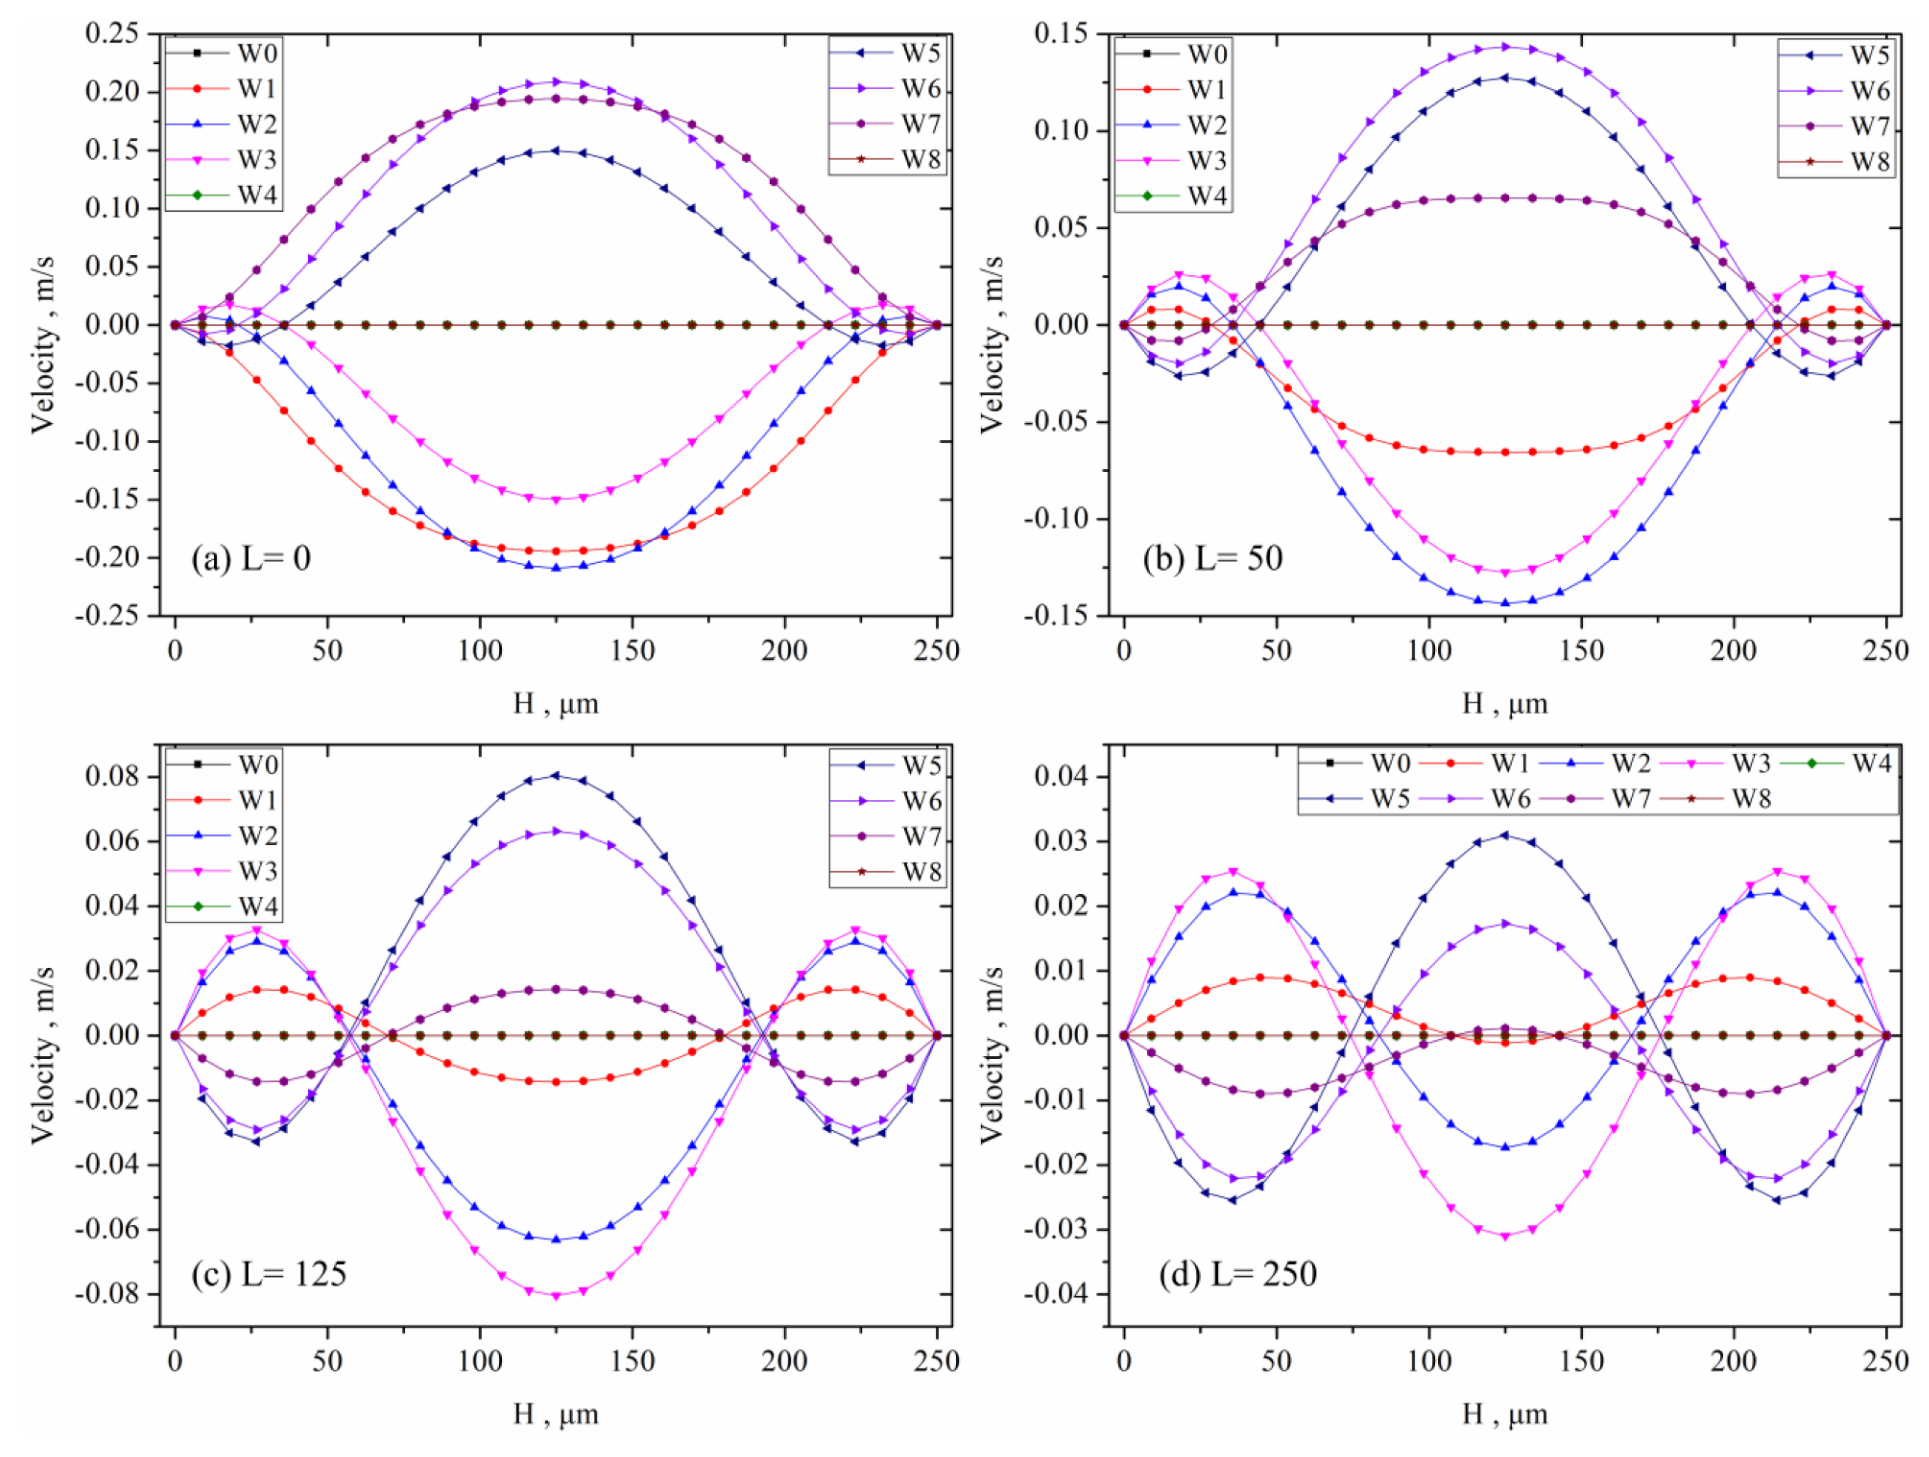 0.25
0.20
0.15
0.10
0.05
0.00
-0.05
-0.10
-0.15
-0.20
-0.25
Velocity , m/s
W0
W1
W2
W3
W4
W5
W6
W7
W8
(a) L= 0
0 50 100 150 200 250
H , μm
0.15
0.10
0.05
0.00
-0.05
-0.10
-0.15
Velocity , m/s
W0
W1
W2
W3
W4
W5
W6
W7
W8
(b) L= 50
0 50 100 150 200 250
H , μm
0.08
0.06
0.04
0.02
0.00
-0.02
-0.04
-0.06
-0.08
Velocity , m/s
W0
W1
W2
W3
W4
W5
W6
W7
W8
(c) L= 125
0 50 100 150 200 250
H , μm
0.04
0.03
0.02
0.01
0.00
-0.01
-0.02
-0.03
-0.04
Velocity , m/s
W0 W1 W2 W3 W4
W5 W6 W7 W8
(d) L= 250
0 50 100 150 200 250
H , μm